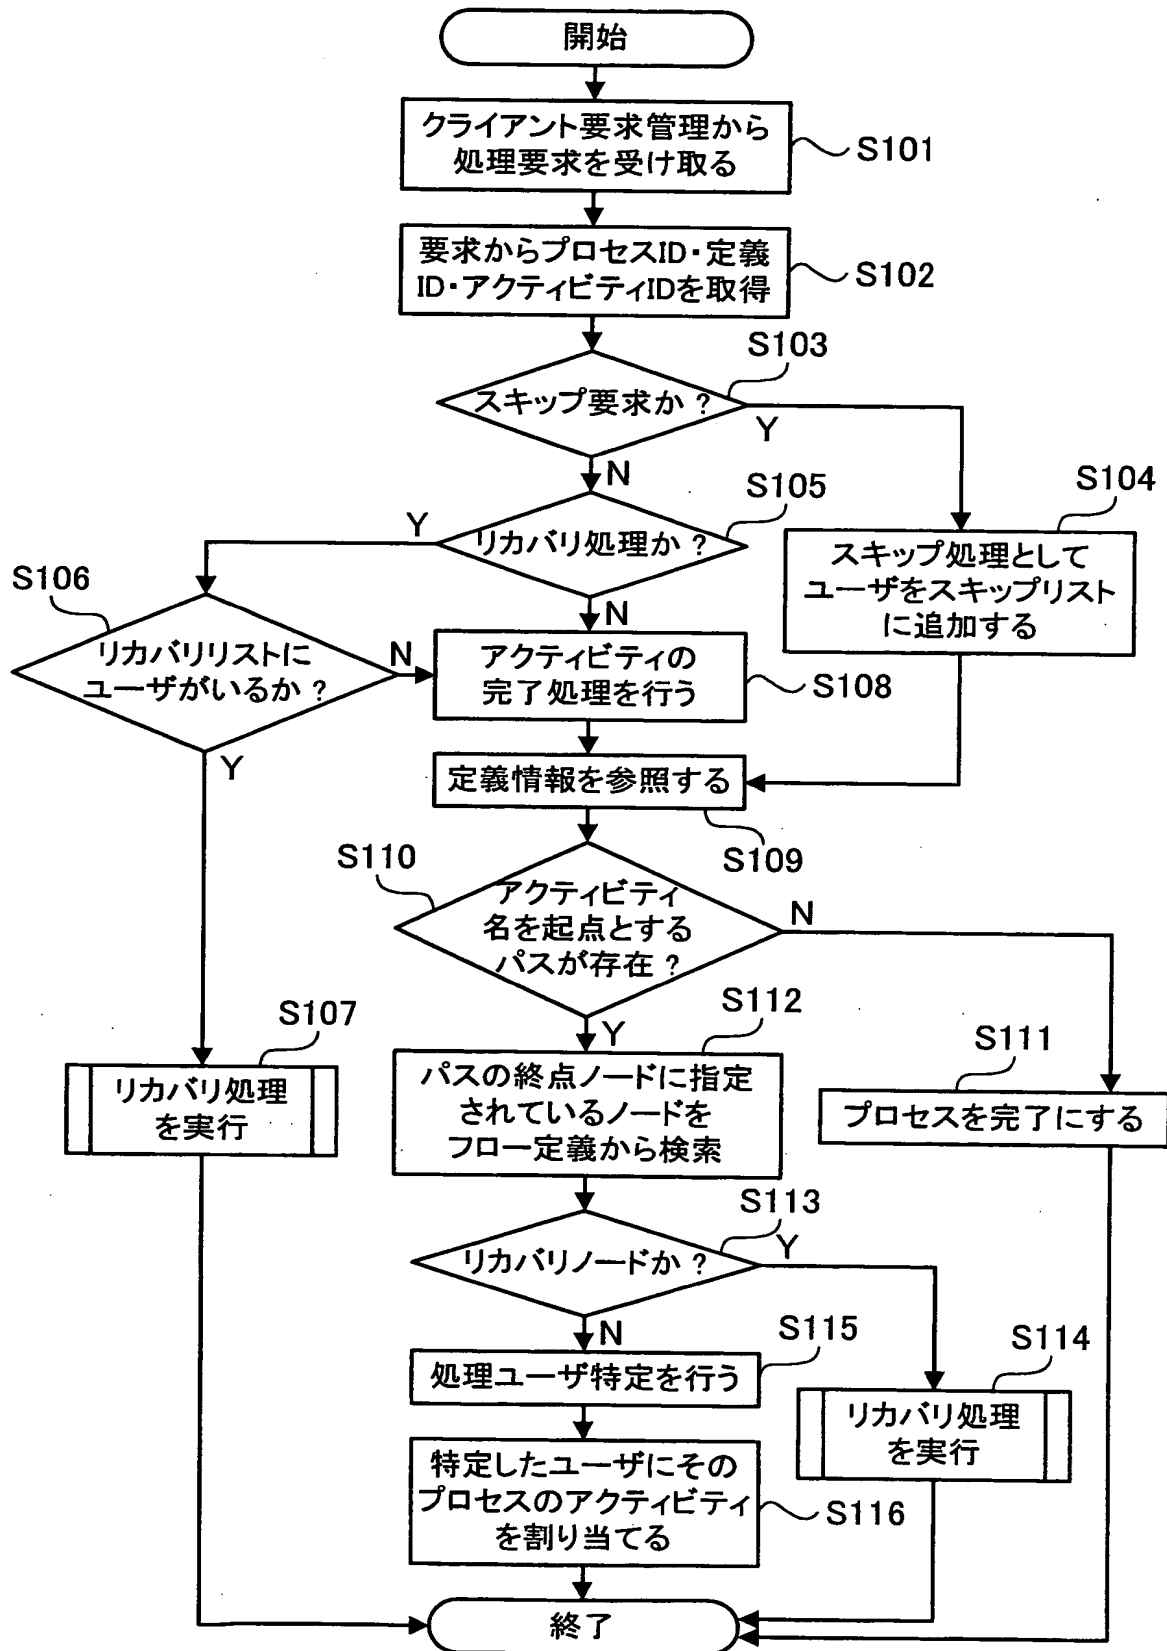 開始
クライアント要求管理から
処理要求を受け取る
S101
要求からプロセスID・定義
ID・アクティビティIDを取得
S102
S103
スキップ要求か？
Y
N
S104
スキップ処理として
ユーザをスキップリスト
に追加する
S105
Y
リカバリ処理か？
N
S106
リカバリリストに
ユーザがいるか？
N
Y
アクティビティの
完了処理を行う
S108
定義情報を参照する
S109
S110
アクティビティ
名を起点とする
パスが存在？
N
Y
S107
リカバリ処理
を実行
S112
パスの終点ノードに指定
されているノードを
フロー定義から検索
S111
プロセスを完了にする
S113
リカバリノードか？
Y
N
S115
処理ユーザ特定を行う
S114
リカバリ処理
を実行
特定したユーザにその
プロセスのアクティビティ
を割り当てる
S116
終了